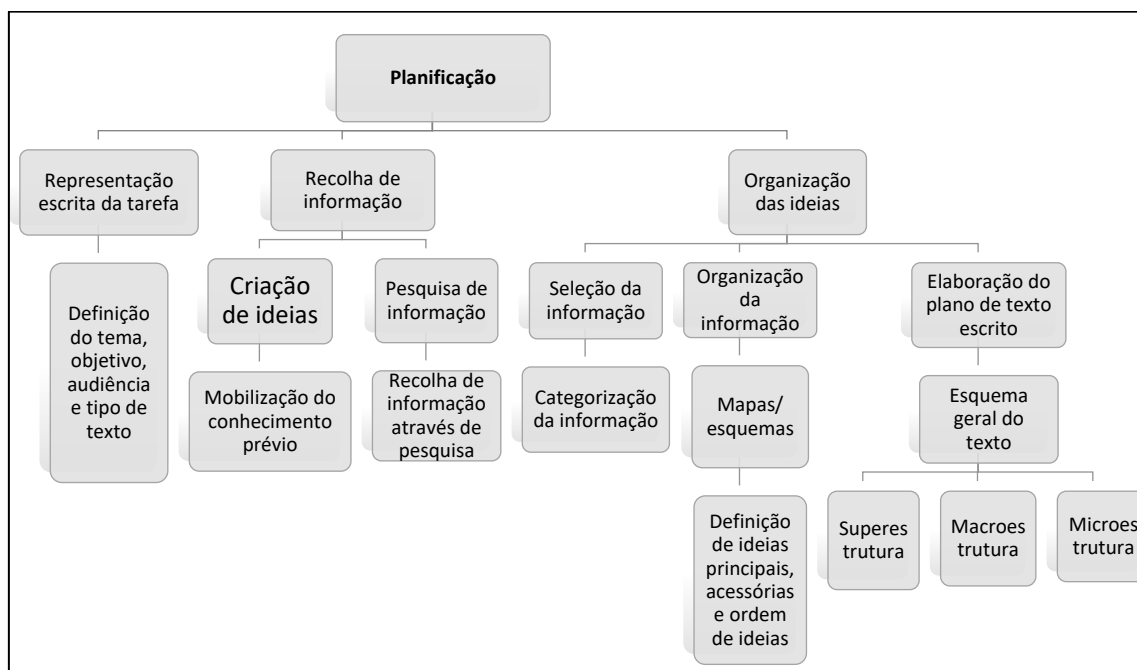 Planificação
Representação
escrita da tarefa
Recolha de
informação
Organização
das ideias
Definição
do tema,
objetivo,
audiência
e tipo de
texto
Criação
de ideias
Pesquisa de
informação
Seleção da
informação
Organização
da
informação
Elaboração do
plano de texto
escrito
Mobilização do
conhecimento
prévio
Recolha de
informação
através de
pesquisa
Categorização
da informação
Mapas/
esquemas
Esquema
geral do
texto
Definição
de ideias
principais,
acessórias
e ordem
de ideias
Superes
trutura
Macroes
trutura
Microes
trutura